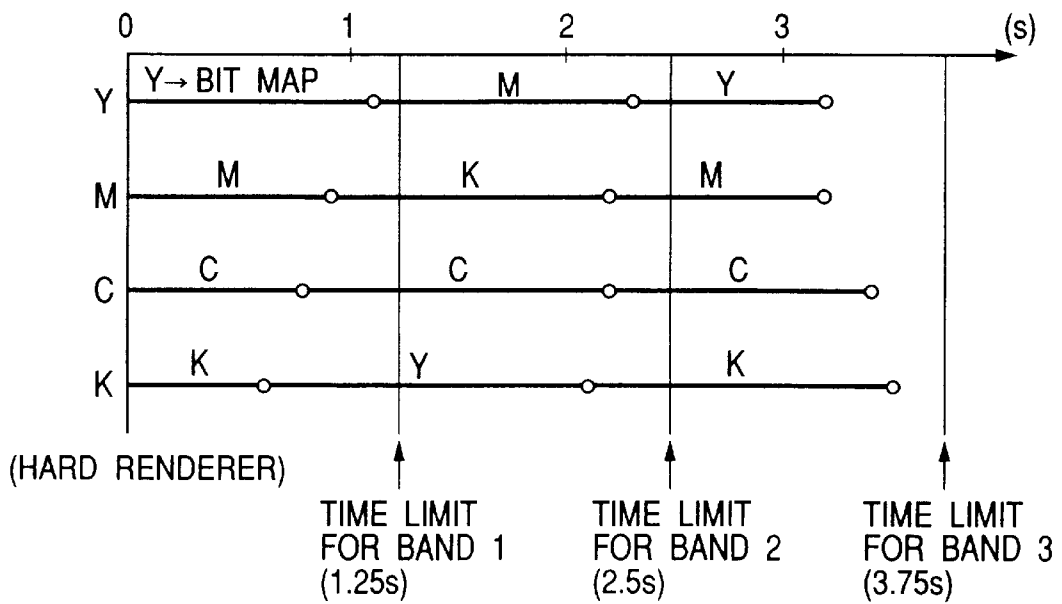 0 1 2 3 (s)
Y→BIT MAP M Y
Y
M K M
M
C C C
C
K Y K
K
(HARD RENDERER)
TIME LIMIT FOR BAND 1 (1.25s)
TIME LIMIT FOR BAND 2 (2.5s)
TIME LIMIT FOR BAND 3 (3.75s)